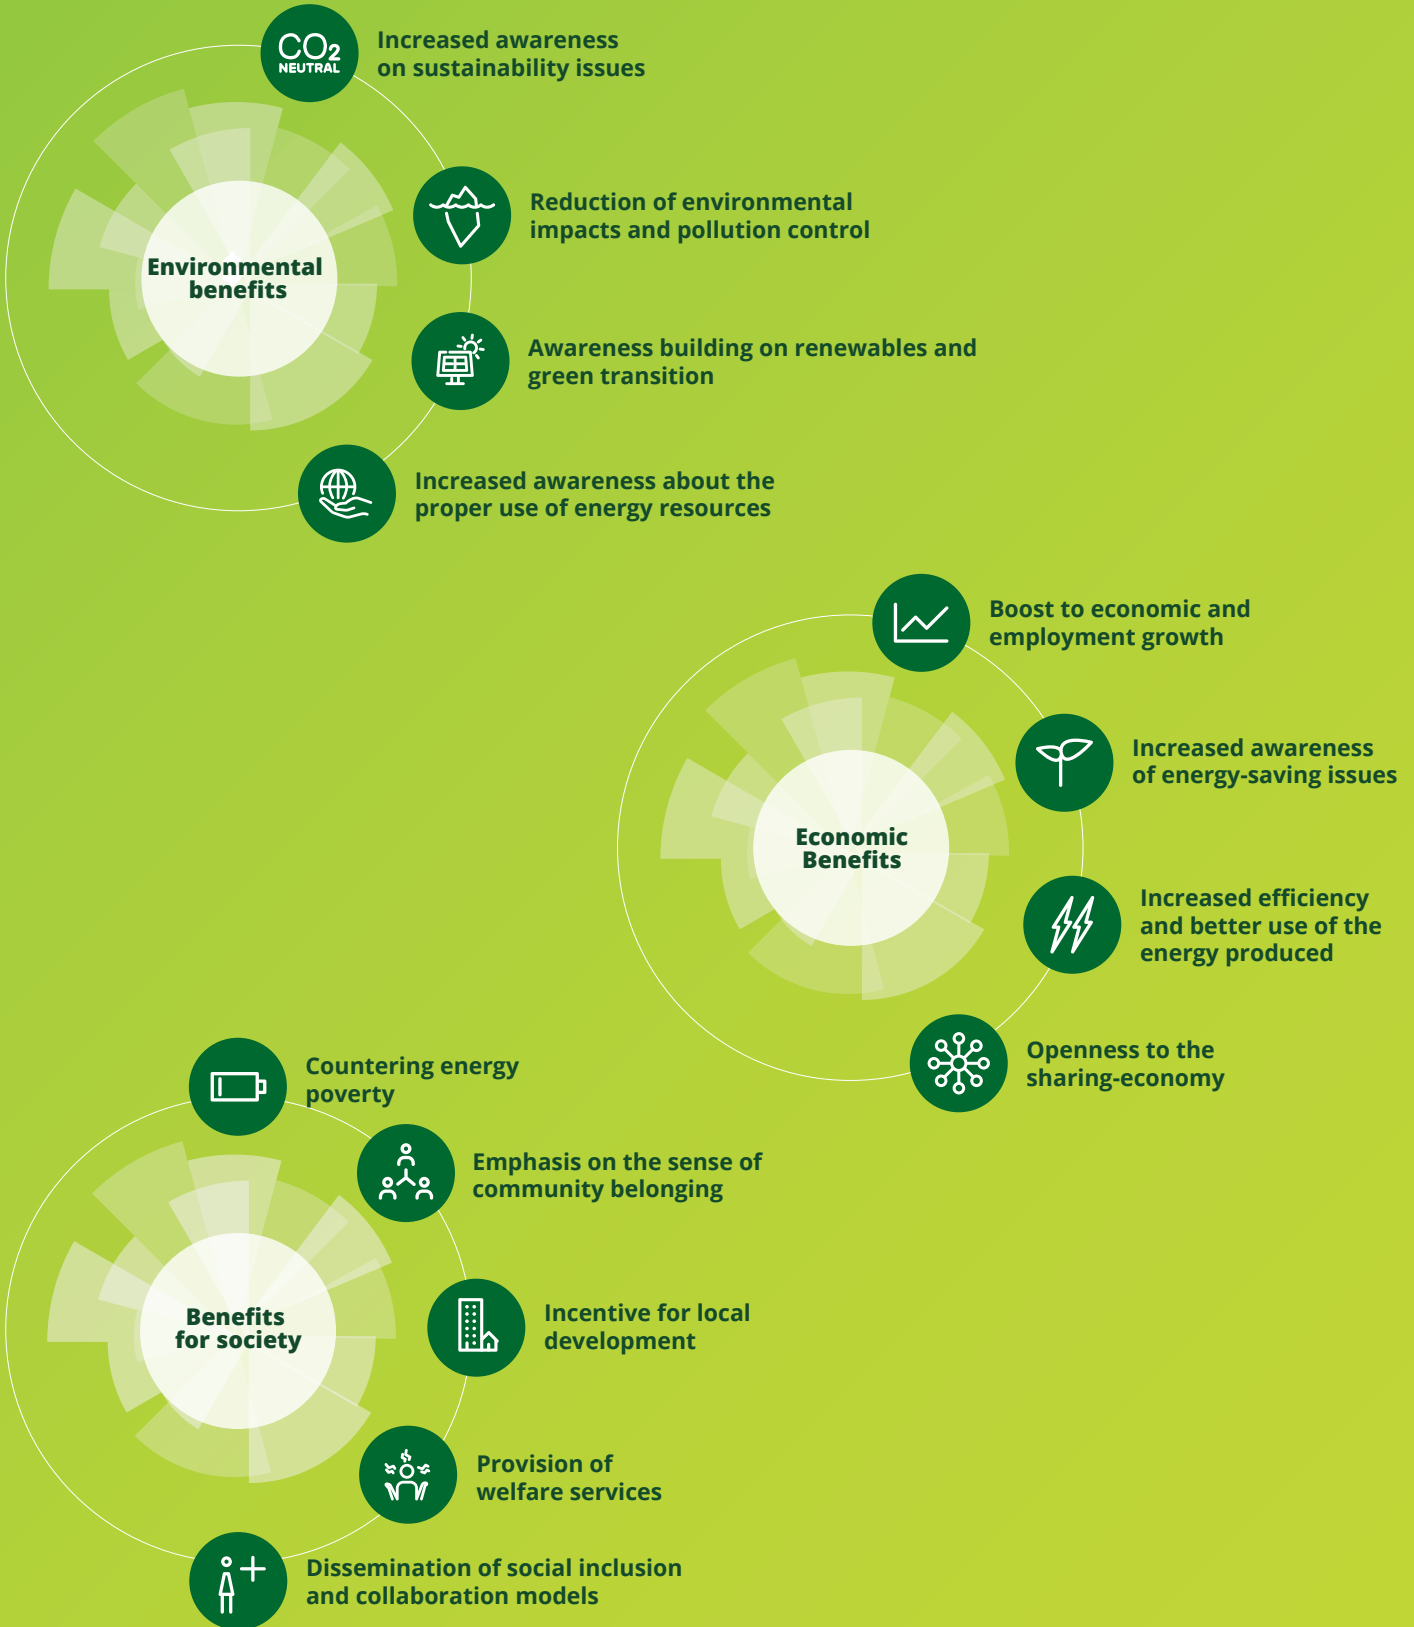 CO2
NEUTRAL
Increased awareness
on sustainability issues
Reduction of environmental
impacts and pollution control
Environmental
benefits
Awareness building on renewables and
green transition
Increased awareness about the
proper use of energy resources
Boost to economic and
employment growth
Increased awareness
of energy-saving issues
Economic
Benefits
Increased efficiency
and better use of the
energy produced
Openness to the
sharing-economy
Countering energy
poverty
Emphasis on the sense of
community belonging
Benefits
for society
Incentive for local
development
Provision of
welfare services
Dissemination of social inclusion
and collaboration models